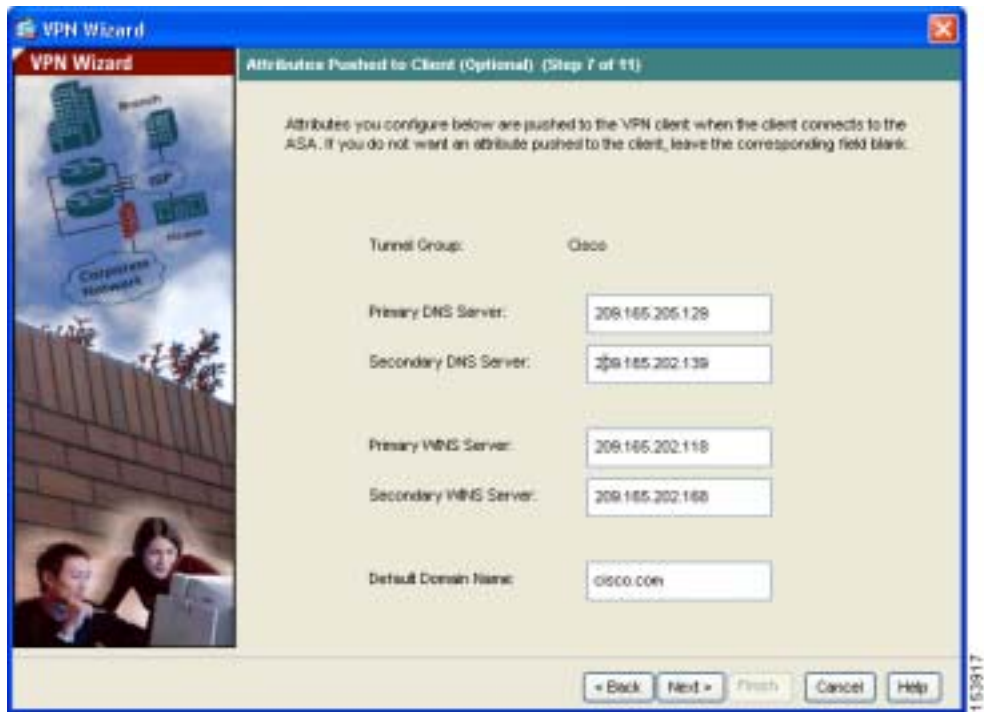 VPN Wizard
VPN Wizard
Attributes Pushed to Client (Optional) (Step 7 of 11)
Branch
ISP
Corporate
Network
Attributes you configure below are pushed to the VPN client when the client connects to the
ASA. If you do not want an attribute pushed to the client, leave the corresponding field blank.
Tunnel Group: Cisco
Primary DNS Server: 209.165.205.129
Secondary DNS Server: 209.165.202.139
Primary WINS Server: 209.165.202.118
Secondary WINS Server: 209.165.202.168
Default Domain Name: cisco.com
< Back Next > Finish Cancel Help
153917